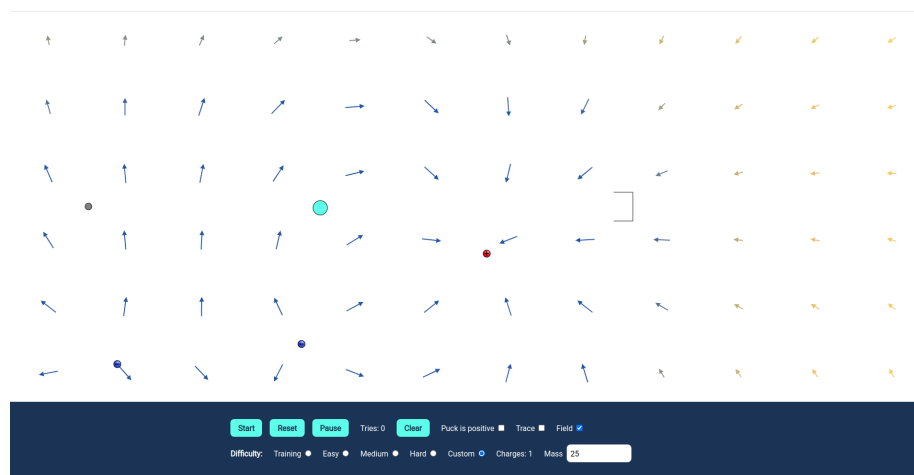 Start Reset Pause Tries: 0 Clear Puck is positive Trace Field
Difficulty: Training Easy Medium Hard Custom Charges: 1 Mass 25